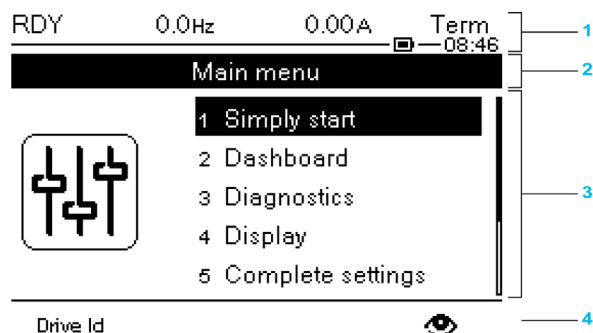 RDY 0.0Hz 0.00A Term 1
08:46
Main menu 2
1 Simply start
2 Dashboard
3 Diagnostics 3
4 Display
5 Complete settings
Drive Id 4